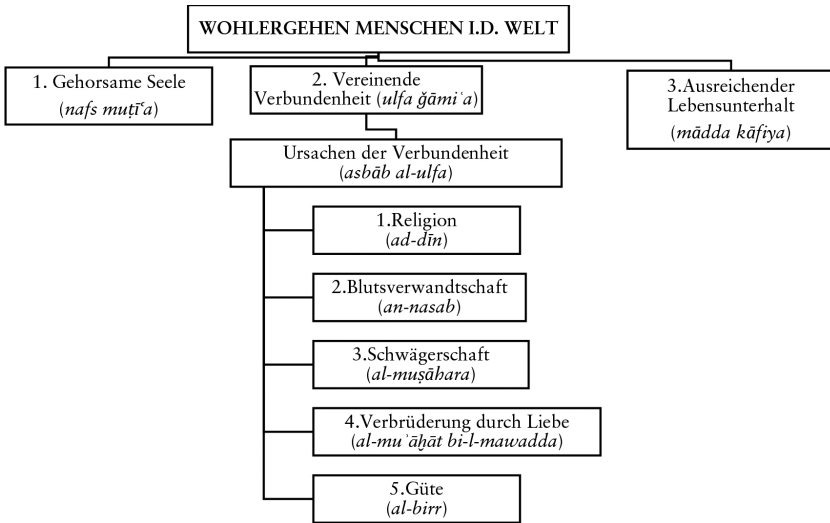 WOHLERGEHEN MENSCHEN I.D. WELT
1. Gehorsame Seele
(nafs muṭīʿa)
2. Vereinende
Verbundenheit (ulfa ǧāmiʿa)
3.Ausreichender
Lebensunterhalt
(mādda kāfiya)
Ursachen der Verbundenheit
(asbāb al-ulfa)
1.Religion
(ad-dīn)
2.Blutsverwandtschaft
(an-nasab)
3.Schwägerschaft
(al-muṣāhara)
4.Verbrüderung durch Liebe
(al-muʾāḫāt bi-l-mawadda)
5.Güte
(al-birr)